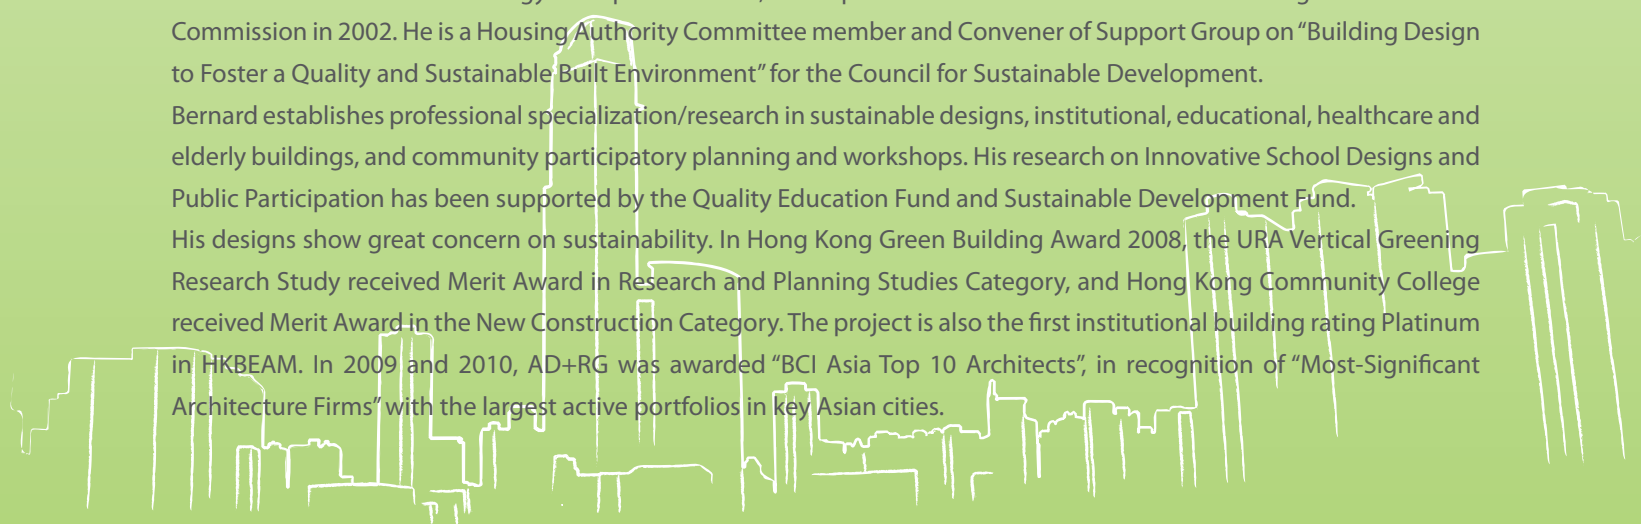 Commission in 2002. He is a Housing Authority Committee member and Convener of Support Group on “Building Design
to Foster a Quality and Sustainable Built Environment” for the Council for Sustainable Development.
Bernard establishes professional specialization/research in sustainable designs, institutional, educational, healthcare and
elderly buildings, and community participatory planning and workshops. His research on Innovative School Designs and
Public Participation has been supported by the Quality Education Fund and Sustainable Development Fund.
His designs show great concern on sustainability. In Hong Kong Green Building Award 2008, the URA Vertical Greening
Research Study received Merit Award in Research and Planning Studies Category, and Hong Kong Community College
received Merit Award in the New Construction Category. The project is also the first institutional building rating Platinum
in HKBEAM. In 2009 and 2010, AD+RG was awarded “BCI Asia Top 10 Architects”, in recognition of “Most-Significant
Architecture Firms” with the largest active portfolios in key Asian cities.